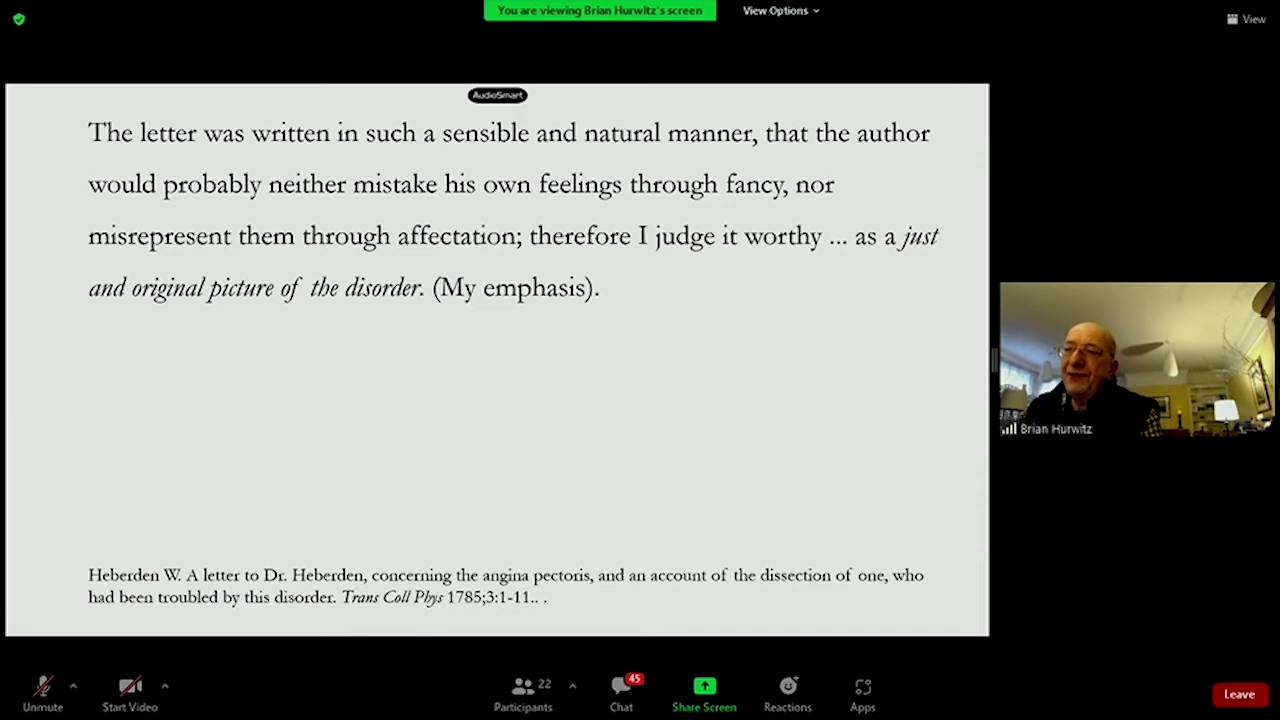 You are viewing Brian Hurwitz's screen
View Options
View
AudioSmart
The letter was written in such a sensible and natural manner, that the author
would probably neither mistake his own feelings through fancy, nor
misrepresent them through affectation; therefore I judge it worthy ... as a just
and original picture of the disorder. (My emphasis).
Brian Hurwitz
Heberden W. A letter to Dr. Heberden, concerning the angina pectoris, and an account of the dissection of one, who
had been troubled by this disorder. Trans Coll Phys 1785;3:1-11.. .
22
45
Unmute
Start Video
Participants
Chat
Share Screen
Reactions
Apps
Leave